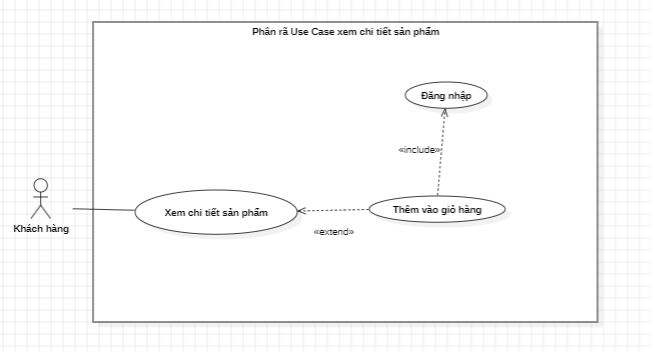 Phân rã Use Case xem chi tiết sản phẩm
Đăng nhập
«include»
Xem chi tiết sản phẩm
Thêm vào giỏ hàng
Khách hàng
«extend»